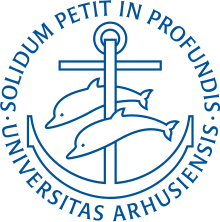 SOLIDUM PETIT IN PROFUNDIS
UNIVERSITAS ARHUSIENSIS